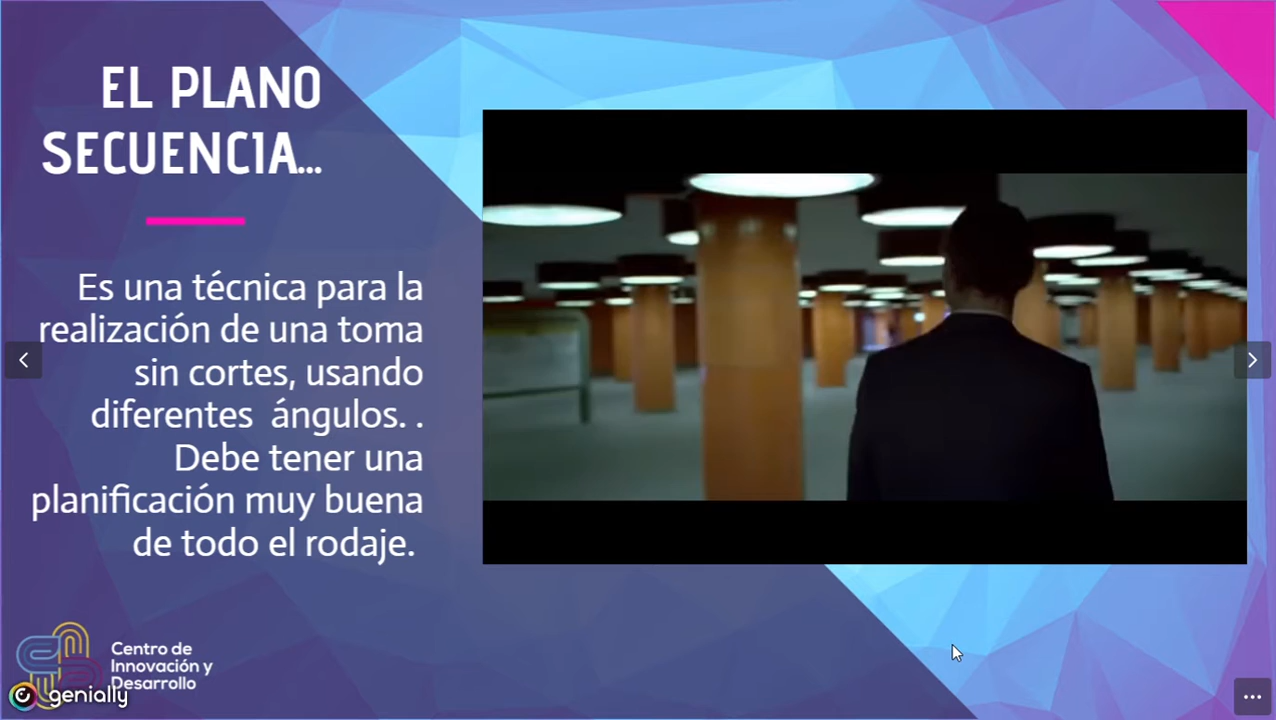 EL PLANO
SECUENCIA...
Es una técnica para la
realización de una toma
sin cortes, usando
diferentes  ángulos. .
Debe tener una
planificación muy buena
de todo el rodaje.
Centro de
Innovación y
Desarrollo
genially